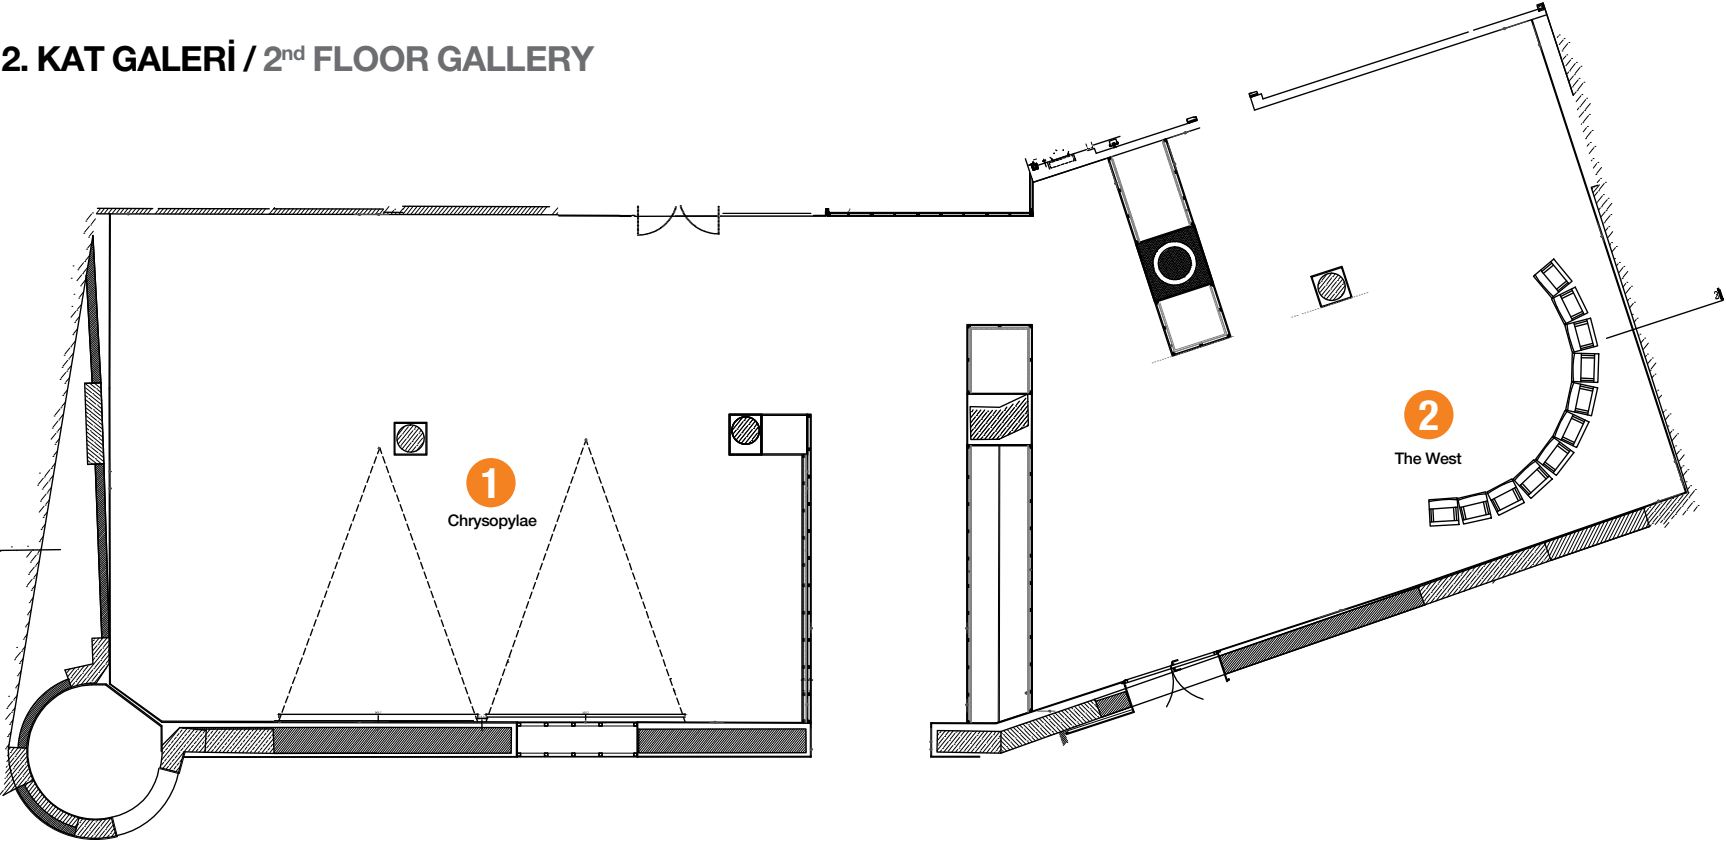 2. KAT GALERİ / 2nd FLOOR GALLERY
1
Chrysopylae
2
The West